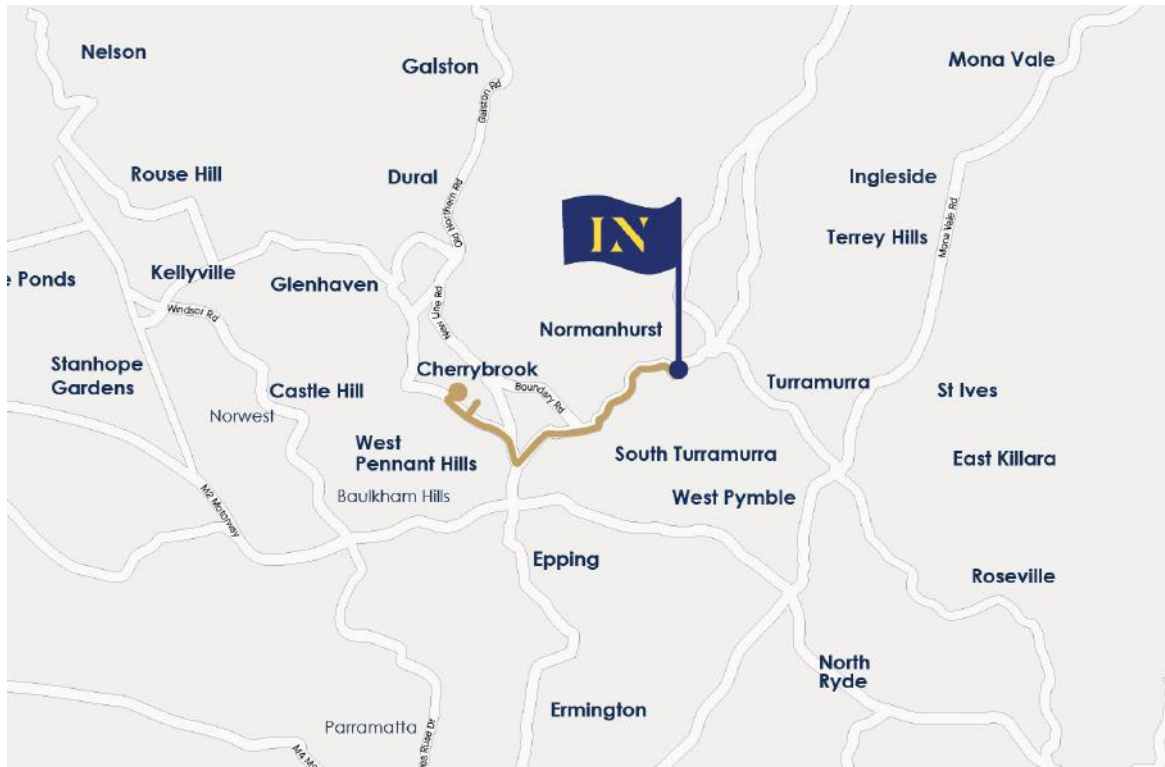 Nelson
Galston
Mona Vale
Galston Rd
Rouse Hill
Dural
Ingleside
Old Northern Rd
IN
Terrey Hills
Mona Vale Rd
e Ponds
Kellyville
Glenhaven
Windsor Rd
New Line Rd
Normanhurst
Stanhope
Gardens
Castle Hill
Cherrybrook
Boundary Rd
Turramurra
St Ives
Norwest
West
Pennant Hills
South Turramurra
East Killara
Baulkham Hills
West Pymble
M2 Motorway
Epping
Roseville
North
Ryde
Ermington
Parramatta
Ruse Dr
M4 Mo